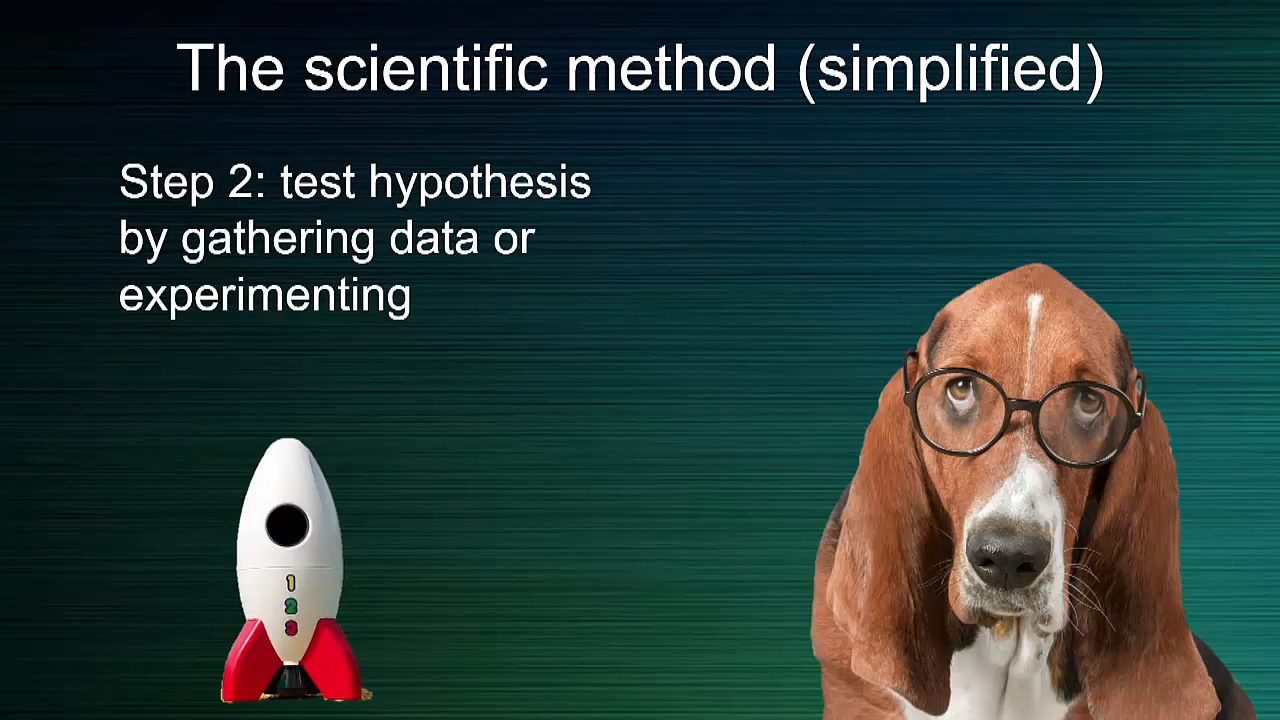 The scientific method (simplified)
Step 2: test hypothesis
by gathering data or
experimenting
1
2
3